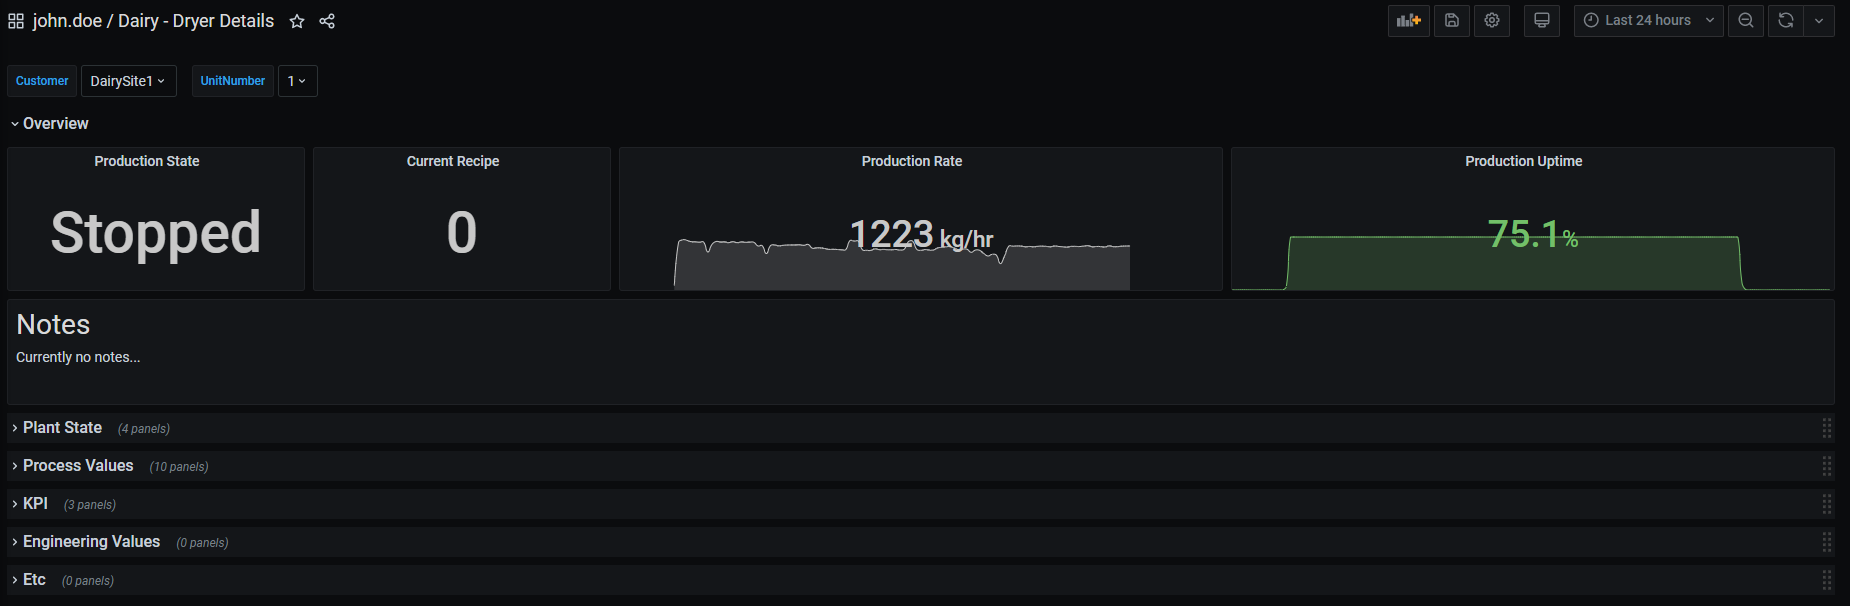 john.doe / Dairy - Dryer Details
Last 24 hours
Customer DairySite1 UnitNumber 1
Overview
Production State
Stopped
Current Recipe
0
Production Rate
1223 kg/hr
Production Uptime
75.1%
Notes
Currently no notes...
Plant State (4 panels)
Process Values (10 panels)
KPI (3 panels)
Engineering Values (0 panels)
Etc (0 panels)